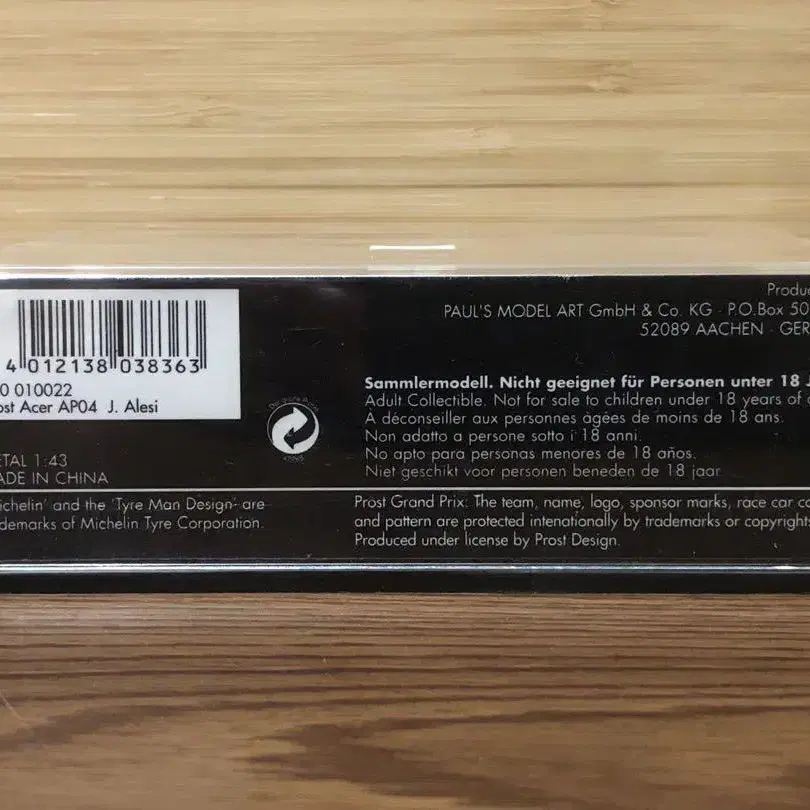 Produ
PAUL'S MODEL ART GmbH & Co. KG · P.O.Box 50
52089 AACHEN · GER
4 012138 038363
0 010022
ost Acer AP04 J. Alesi
Der Grüne Punkt
Sammlermodell. Nicht geeignet für Personen unter 18 J
Adult Collectible. Not for sale to children under 18 years of
A déconseiller aux personnes àgées de moins de 18 ans.
Non adatto a persone sotto i 18 anni.
No apto para personas menores de 18 años.
Niet geschikt voor personen beneden de 18 jaar
ETAL 1:43
ADE IN CHINA
ichelin' and the 'Tyre Man Design' are
demarks of Michelin Tyre Corporation.
Prost Grand Prix: The team, name, logo, sponsor marks, race car co
and pattern are protected intenationally by trademarks or copyrights
Produced under license by Prost Design.